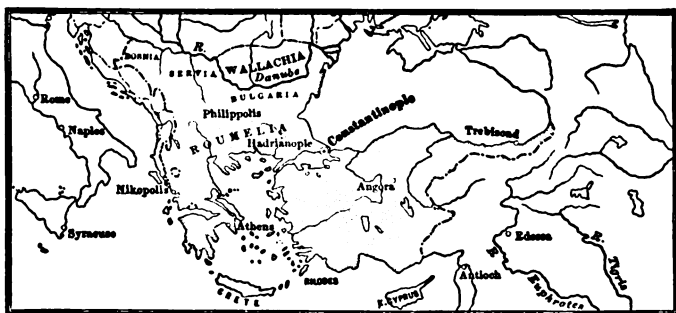 R.
BOSNIA
SERVIA
WALLACHIA
Danube
BULGARIA
Rome
Philippolis
Constantinople
Naples
ROUMELIA
Hadrianople
Trebizond
Nikopolis
Angora
Syracuse
Athens
Edessa
R. Tigris
Antioch
R. Euphrates
RHODES
CRETE
K. CYPRUS